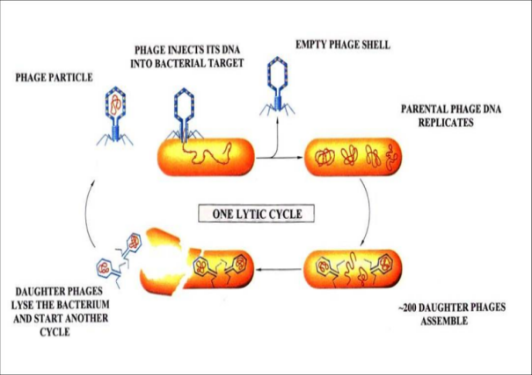 PHAGE PARTICLE
PHAGE INJECTS ITS DNA
INTO BACTERIAL TARGET
EMPTY PHAGE SHELL
PARENTAL PHAGE DNA
REPLICATES
ONE LYTIC CYCLE
~200 DAUGHTER PHAGES
ASSEMBLE
DAUGHTER PHAGES
LYSE THE BACTERIUM
AND START ANOTHER
CYCLE